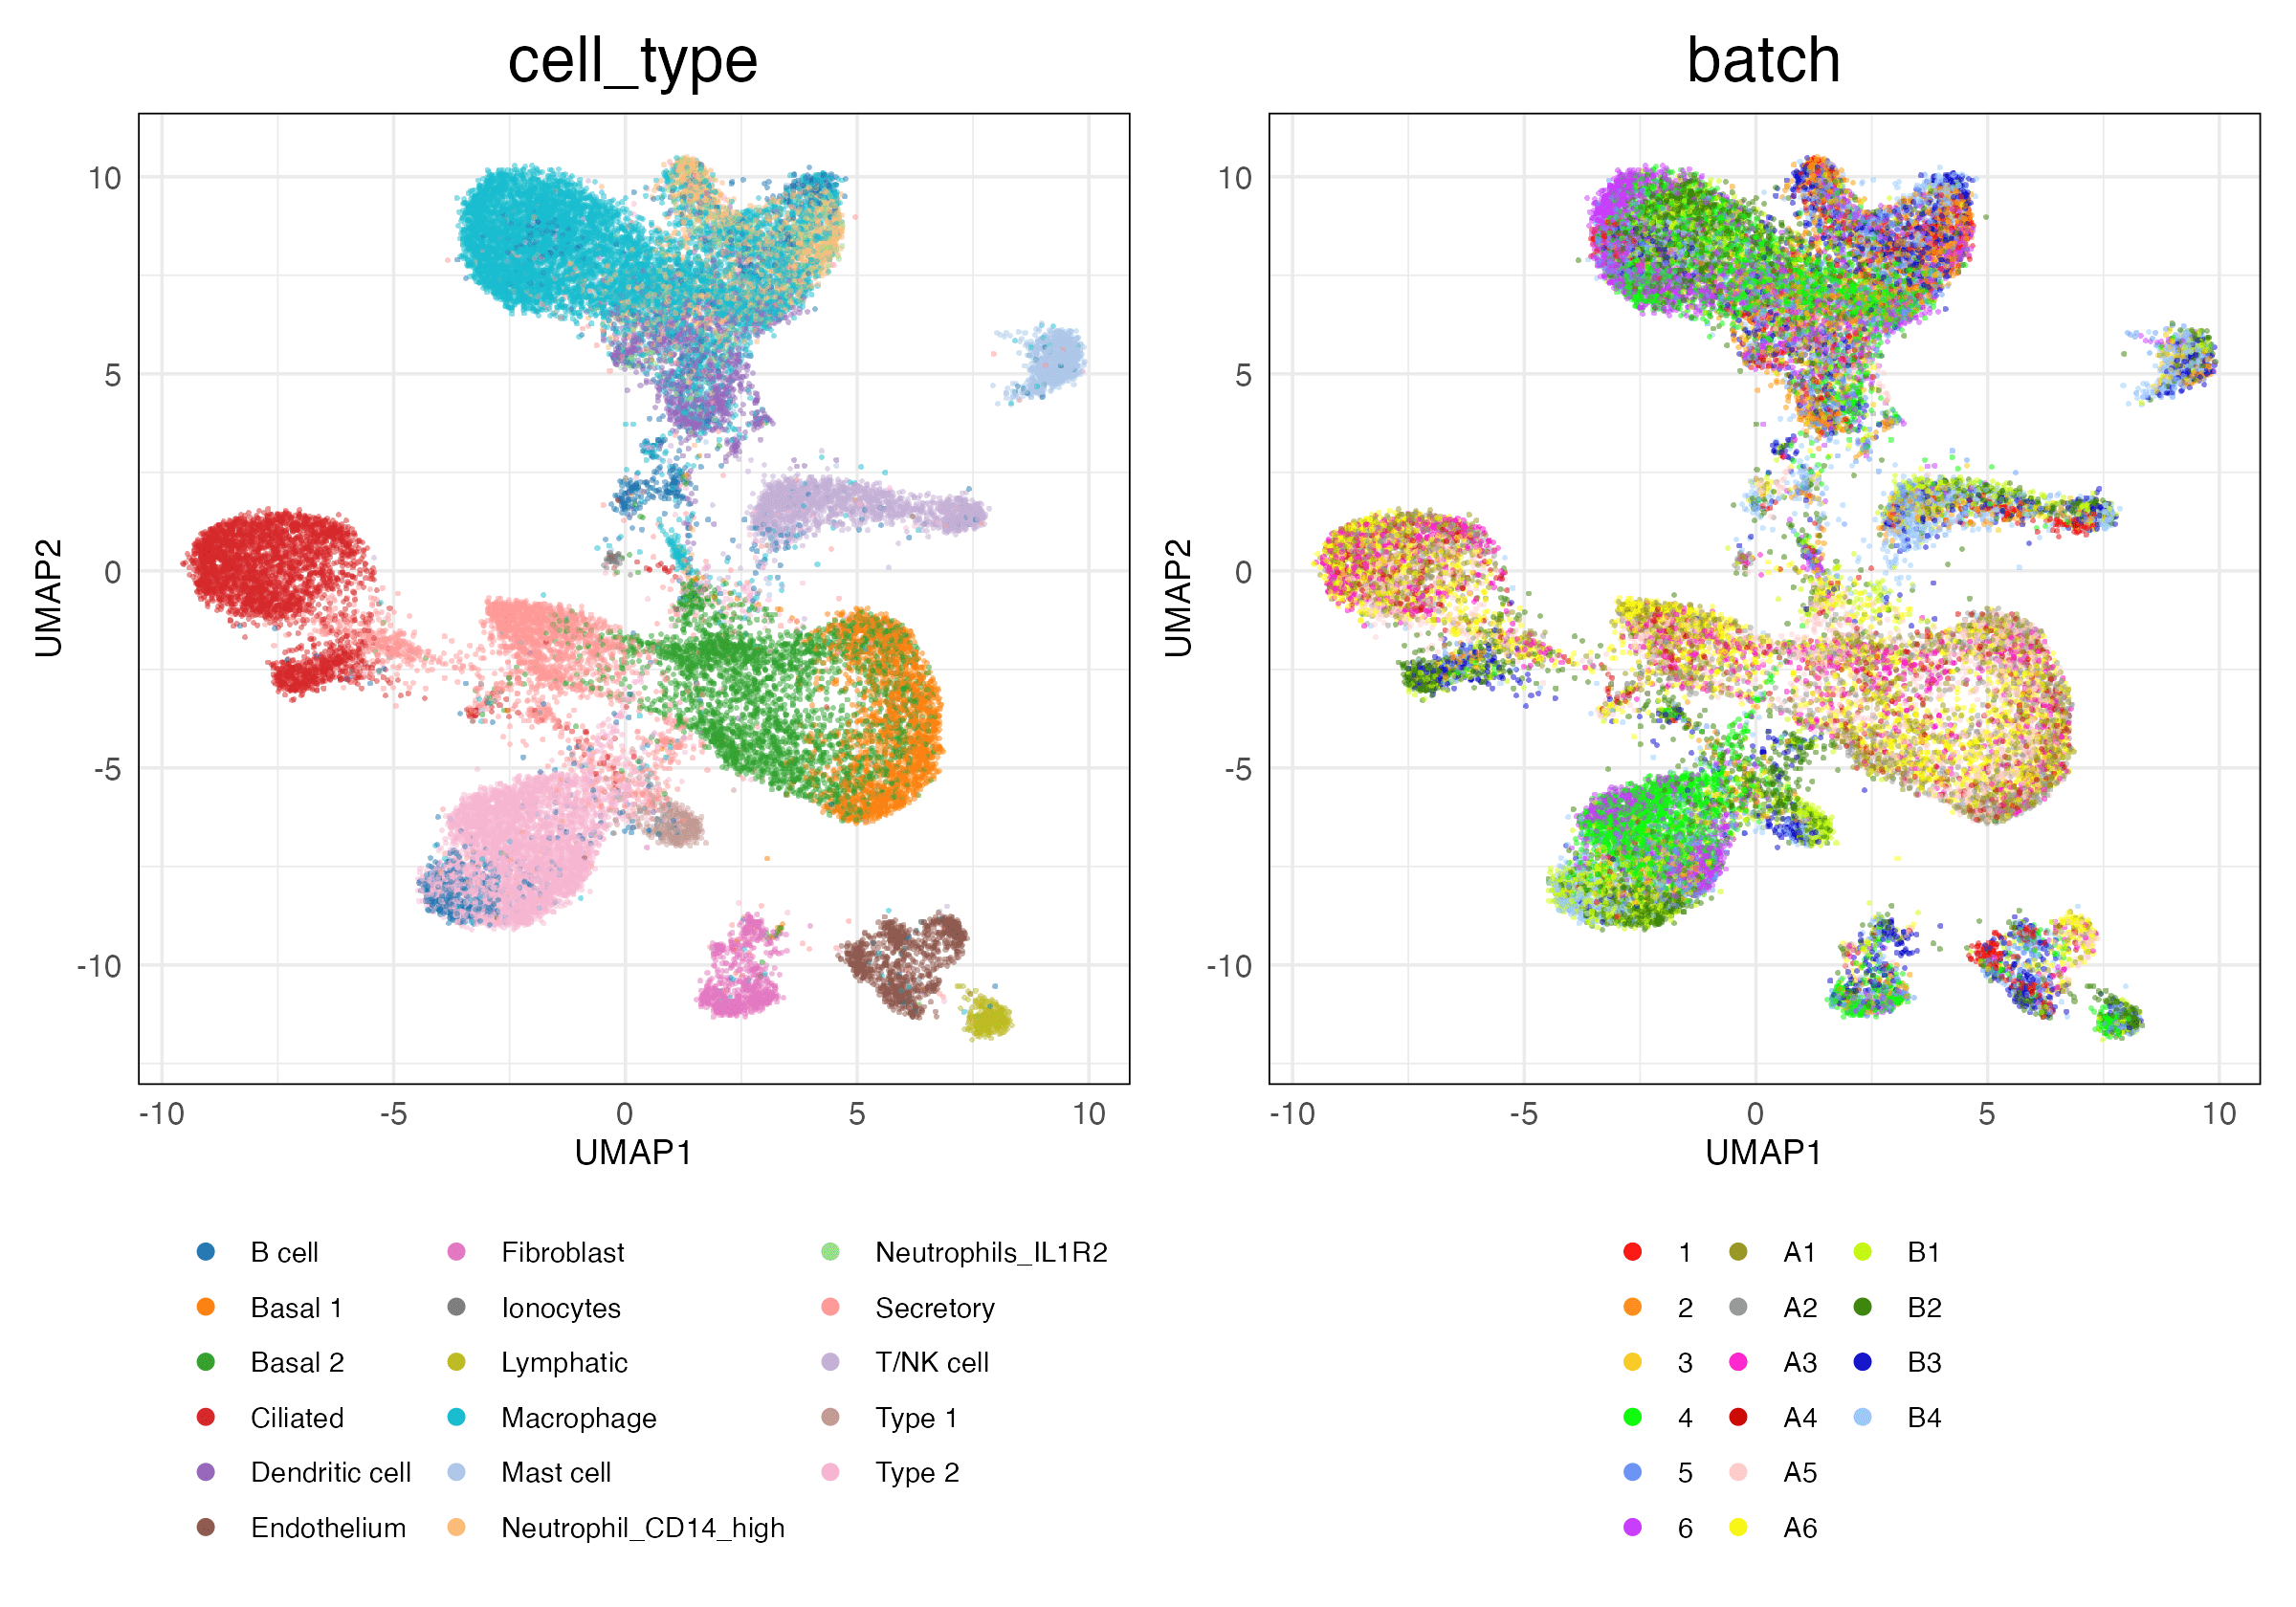 cell_type
batch
10
5
0
-5
-10
UMAP2
-10
-5
0
5
10
UMAP1
10
5
0
-5
-10
UMAP2
-10
-5
0
5
10
UMAP1
B cell Fibroblast Neutrophils_IL1R2
Basal 1 Ionocytes Secretory
Basal 2 Lymphatic T/NK cell
Ciliated Macrophage Type 1
Dendritic cell Mast cell Type 2
Endothelium Neutrophil_CD14_high
1 A1 B1
2 A2 B2
3 A3 B3
4 A4 B4
5 A5
6 A6